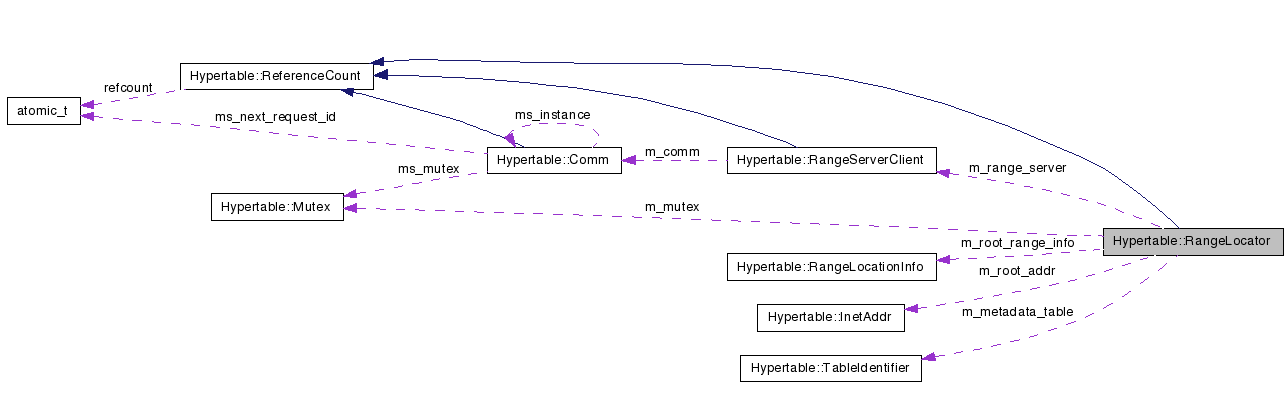 Hypertable::ReferenceCount
refcount
atomic_t
ms_next_request_id
ms_instance
Hypertable::Comm
m_comm
Hypertable::RangeServerClient
m_range_server
ms_mutex
Hypertable::Mutex
m_mutex
Hypertable::RangeLocator
m_root_range_info
Hypertable::RangeLocationInfo
m_root_addr
Hypertable::InetAddr
m_metadata_table
Hypertable::TableIdentifier